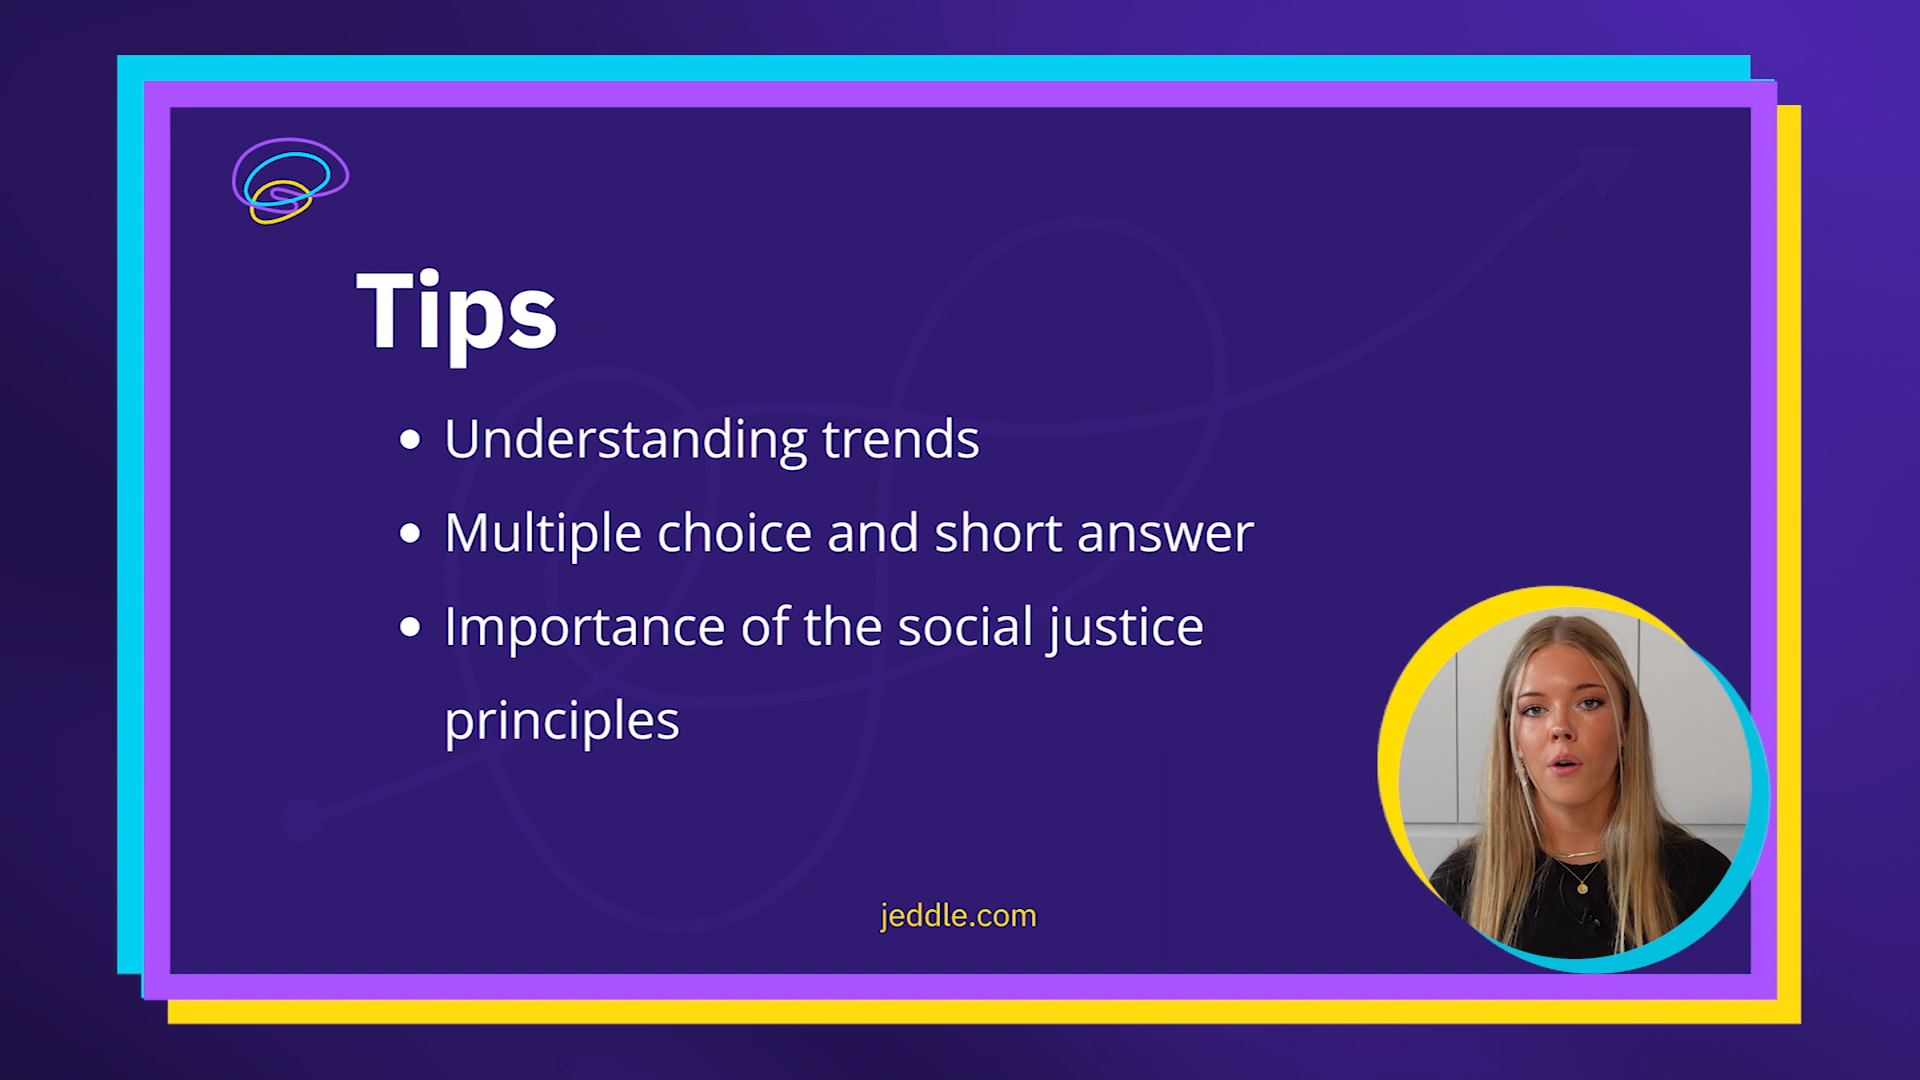 Tips
• Understanding trends
• Multiple choice and short answer
• Importance of the social justice
principles
jeddle.com